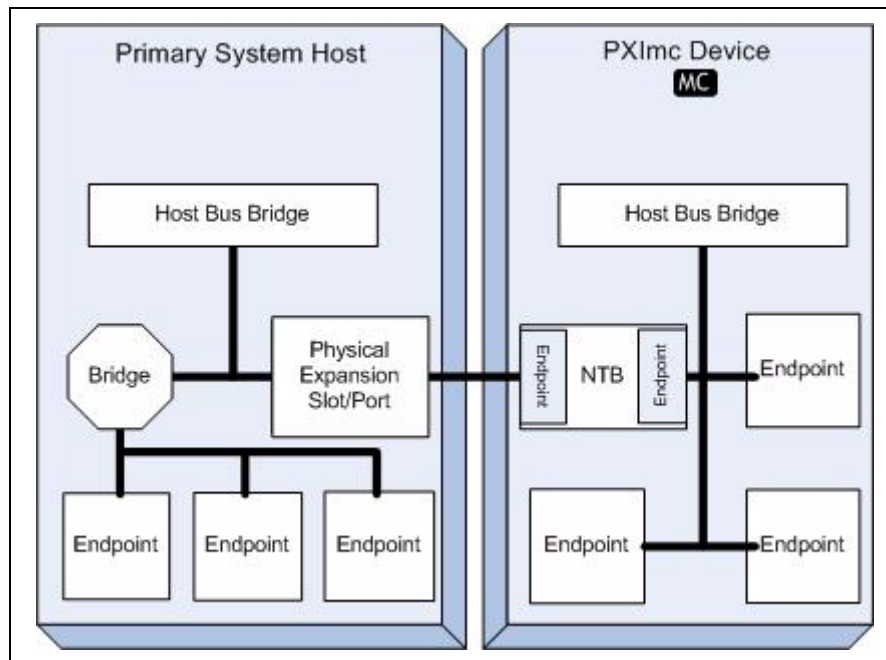 Primary System Host
Host Bus Bridge
Bridge
Physical
Expansion
Slot/Port
Endpoint
Endpoint
Endpoint
PXImc Device
MC
Host Bus Bridge
Endpoint
NTB
Endpoint
Endpoint
Endpoint
Endpoint